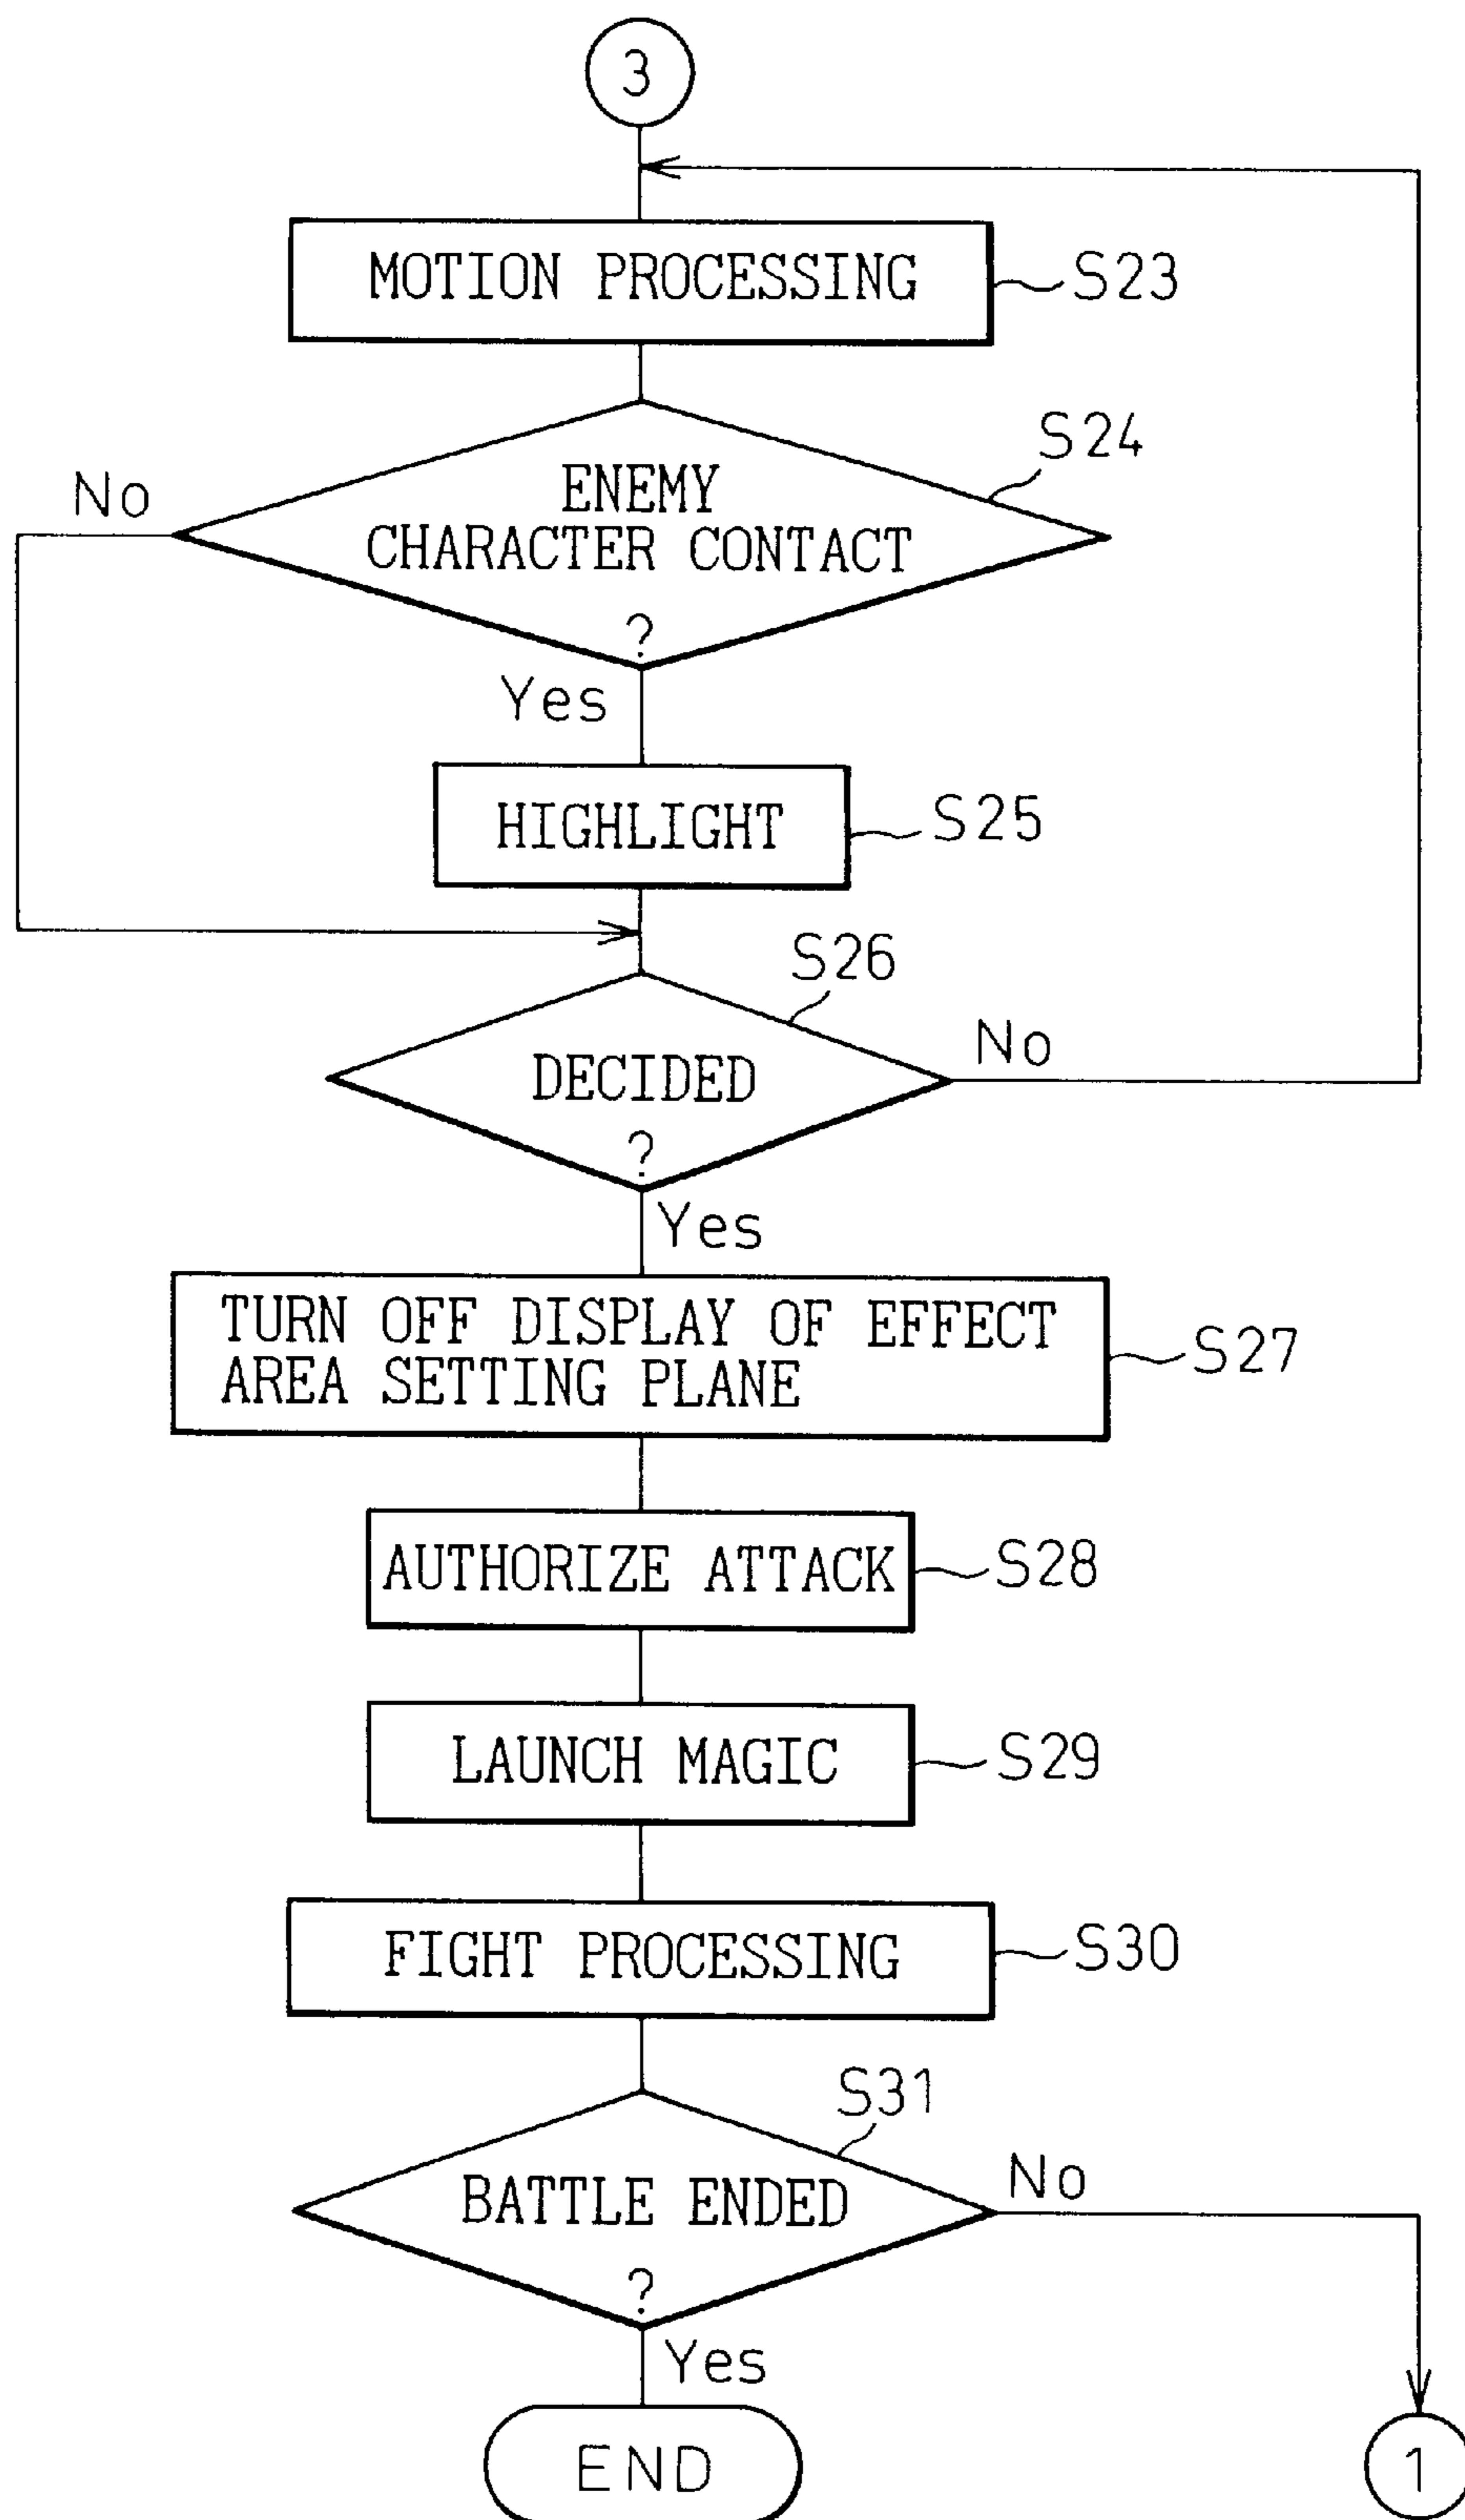 3
MOTION PROCESSING
S23
S24
No
ENEMY
CHARACTER CONTACT
?
Yes
HIGHLIGHT
S25
S26
No
DECIDED
?
Yes
TURN OFF DISPLAY OF EFFECT
AREA SETTING PLANE
S27
AUTHORIZE ATTACK
S28
LAUNCH MAGIC
S29
FIGHT PROCESSING
S30
S31
No
BATTLE ENDED
?
Yes
END
1